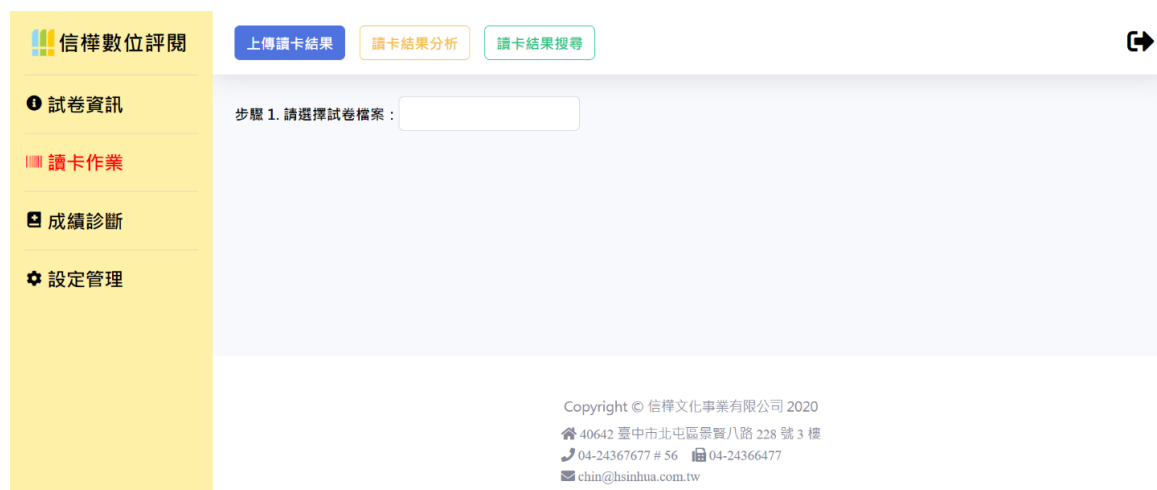 信樺數位評閱
試卷資訊
讀卡作業
成績診斷
設定管理
上傳讀卡結果 讀卡結果分析 讀卡結果搜尋
步驟 1. 請選擇試卷檔案：
Copyright © 信樺文化事業有限公司 2020
40642 臺中市北屯區景賢八路 228 號 3 樓
04-24367677 # 56 04-24366477
chin@hsinhua.com.tw